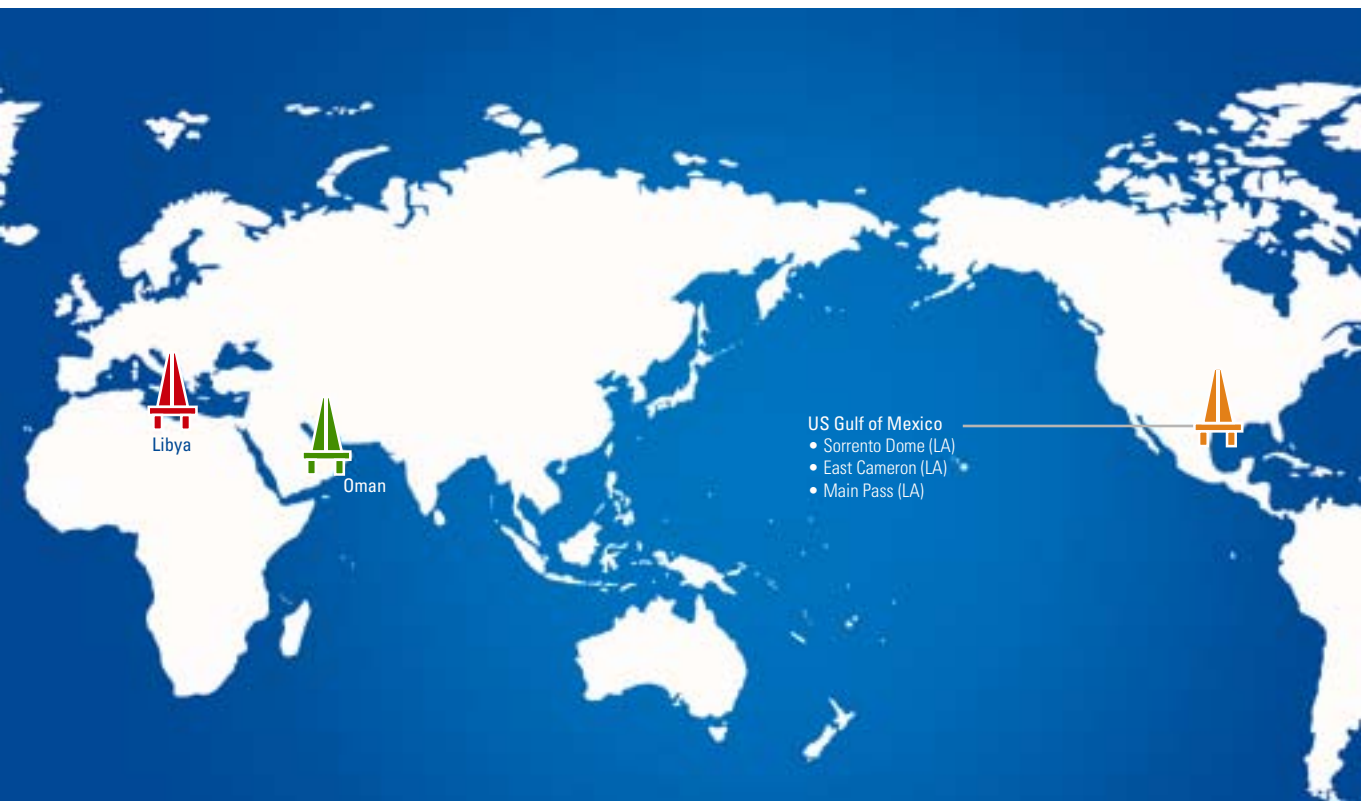 Libya
Oman
US Gulf of Mexico
• Sorrento Dome (LA)
• East Cameron (LA)
• Main Pass (LA)